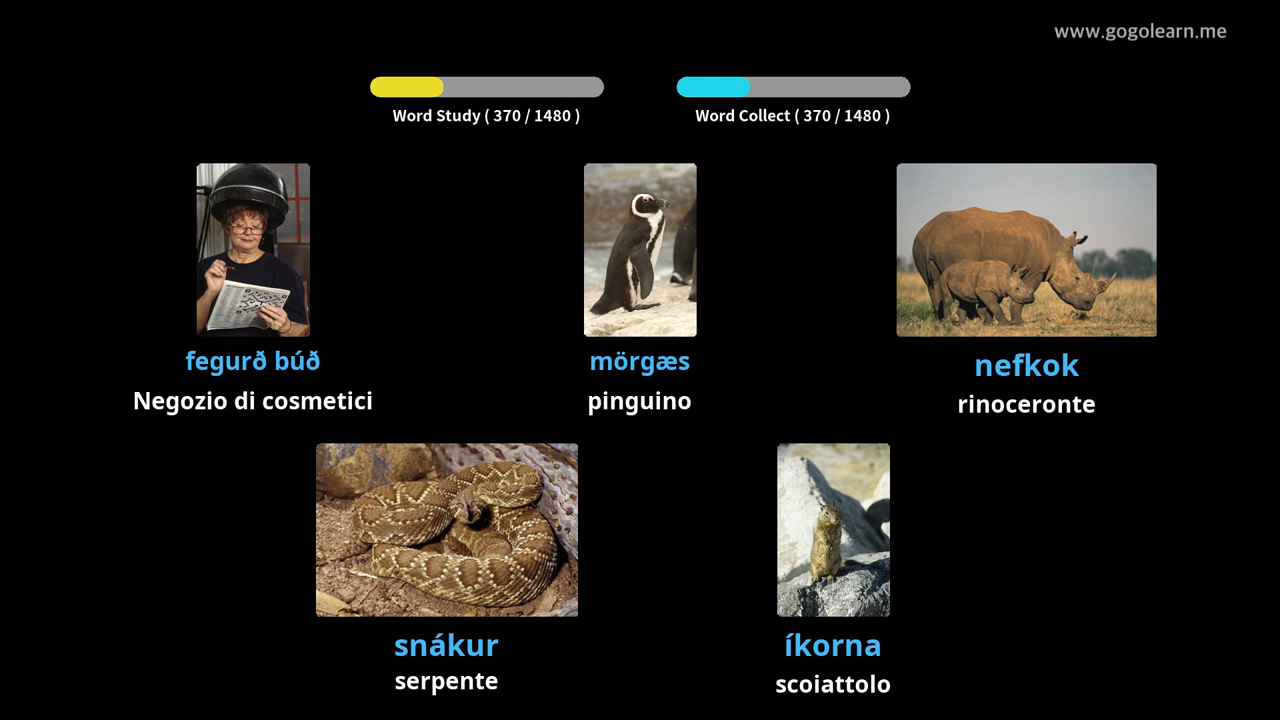 www.gogolearn.me
Word Study ( 370 / 1480 )
Word Collect ( 370 / 1480 )
fegurð búð
Negozio di cosmetici
mörgæs
pinguino
nefkok
rinoceronte
snákur
serpente
íkorna
scoiattolo